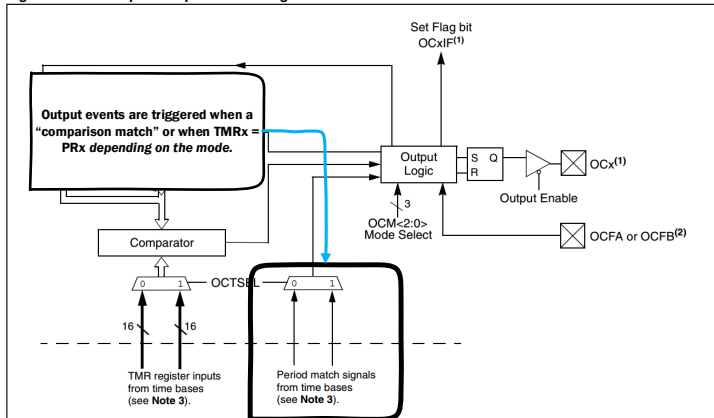 Set Flag bit
OCxIF(1)
Output events are triggered when a
“comparison match” or when TMRx =
PRx depending on the mode.
Output
Logic
S Q
R
OCx(1)
Output Enable
3
OCM<2:0>
Mode Select
OCFA or OCFB(2)
Comparator
0 1
OCTSEL
0 1
16
16
TMR register inputs
from time bases
(see Note 3).
Period match signals
from time bases
(see Note 3).